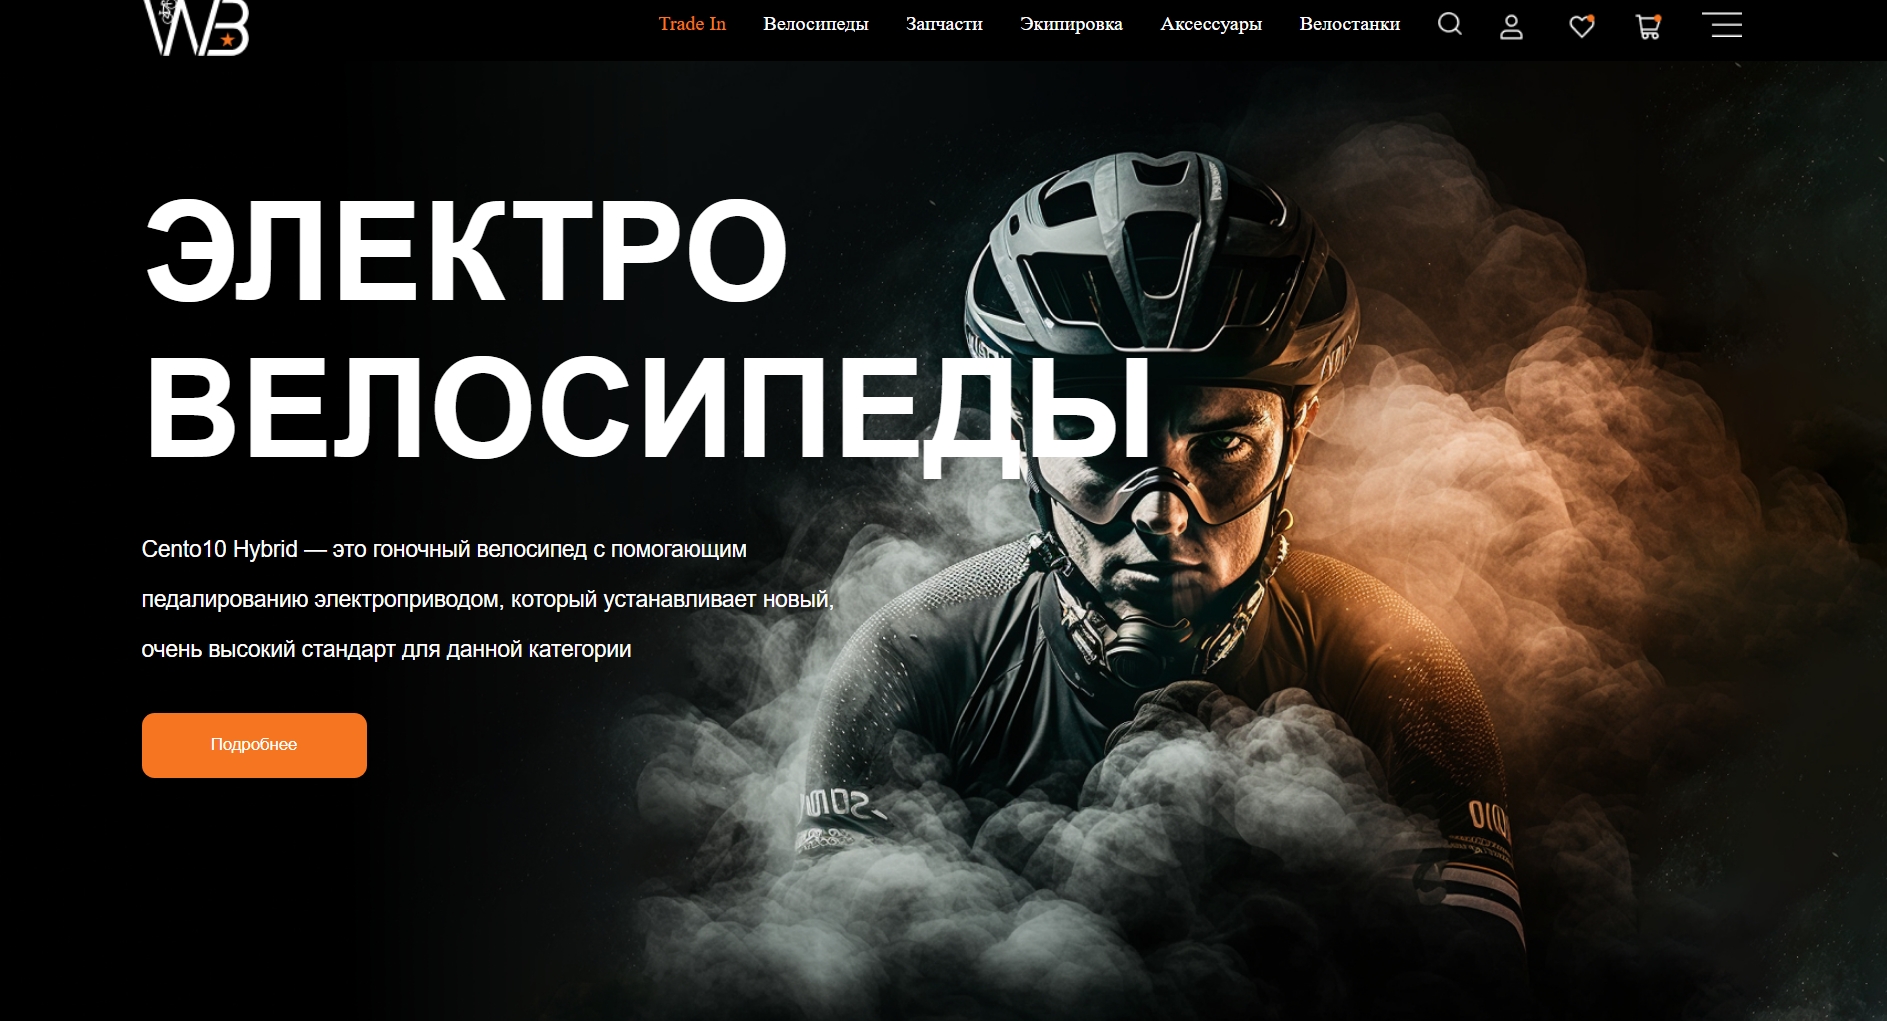 WB
Trade In Велосипеды Запчасти Экипировка Аксессуары Велостанки
ЭЛЕКТРО
ВЕЛОСИПЕДЫ
Cento10 Hybrid — это гоночный велосипед с помогающим
педалированию электроприводом, который устанавливает новый,
очень высокий стандарт для данной категории
Подробнее